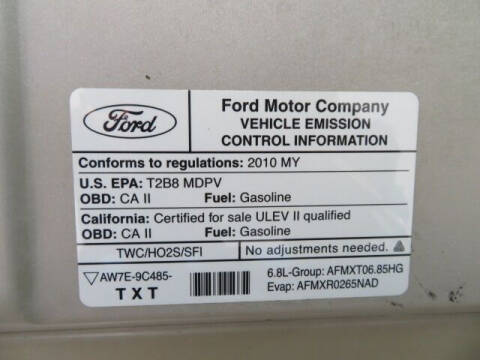 Ford
Ford Motor Company
VEHICLE EMISSION
CONTROL INFORMATION
Conforms to regulations: 2010 MY
U.S. EPA: T2B8 MDPV
OBD: CA II Fuel: Gasoline
California: Certified for sale ULEV II qualified
OBD: CA II Fuel: Gasoline
TWC/HO2S/SFI No adjustments needed.
AW7E-9C485-
TXT
6.8L-Group: AFMXT06.85HG
Evap: AFMXR0265NAD